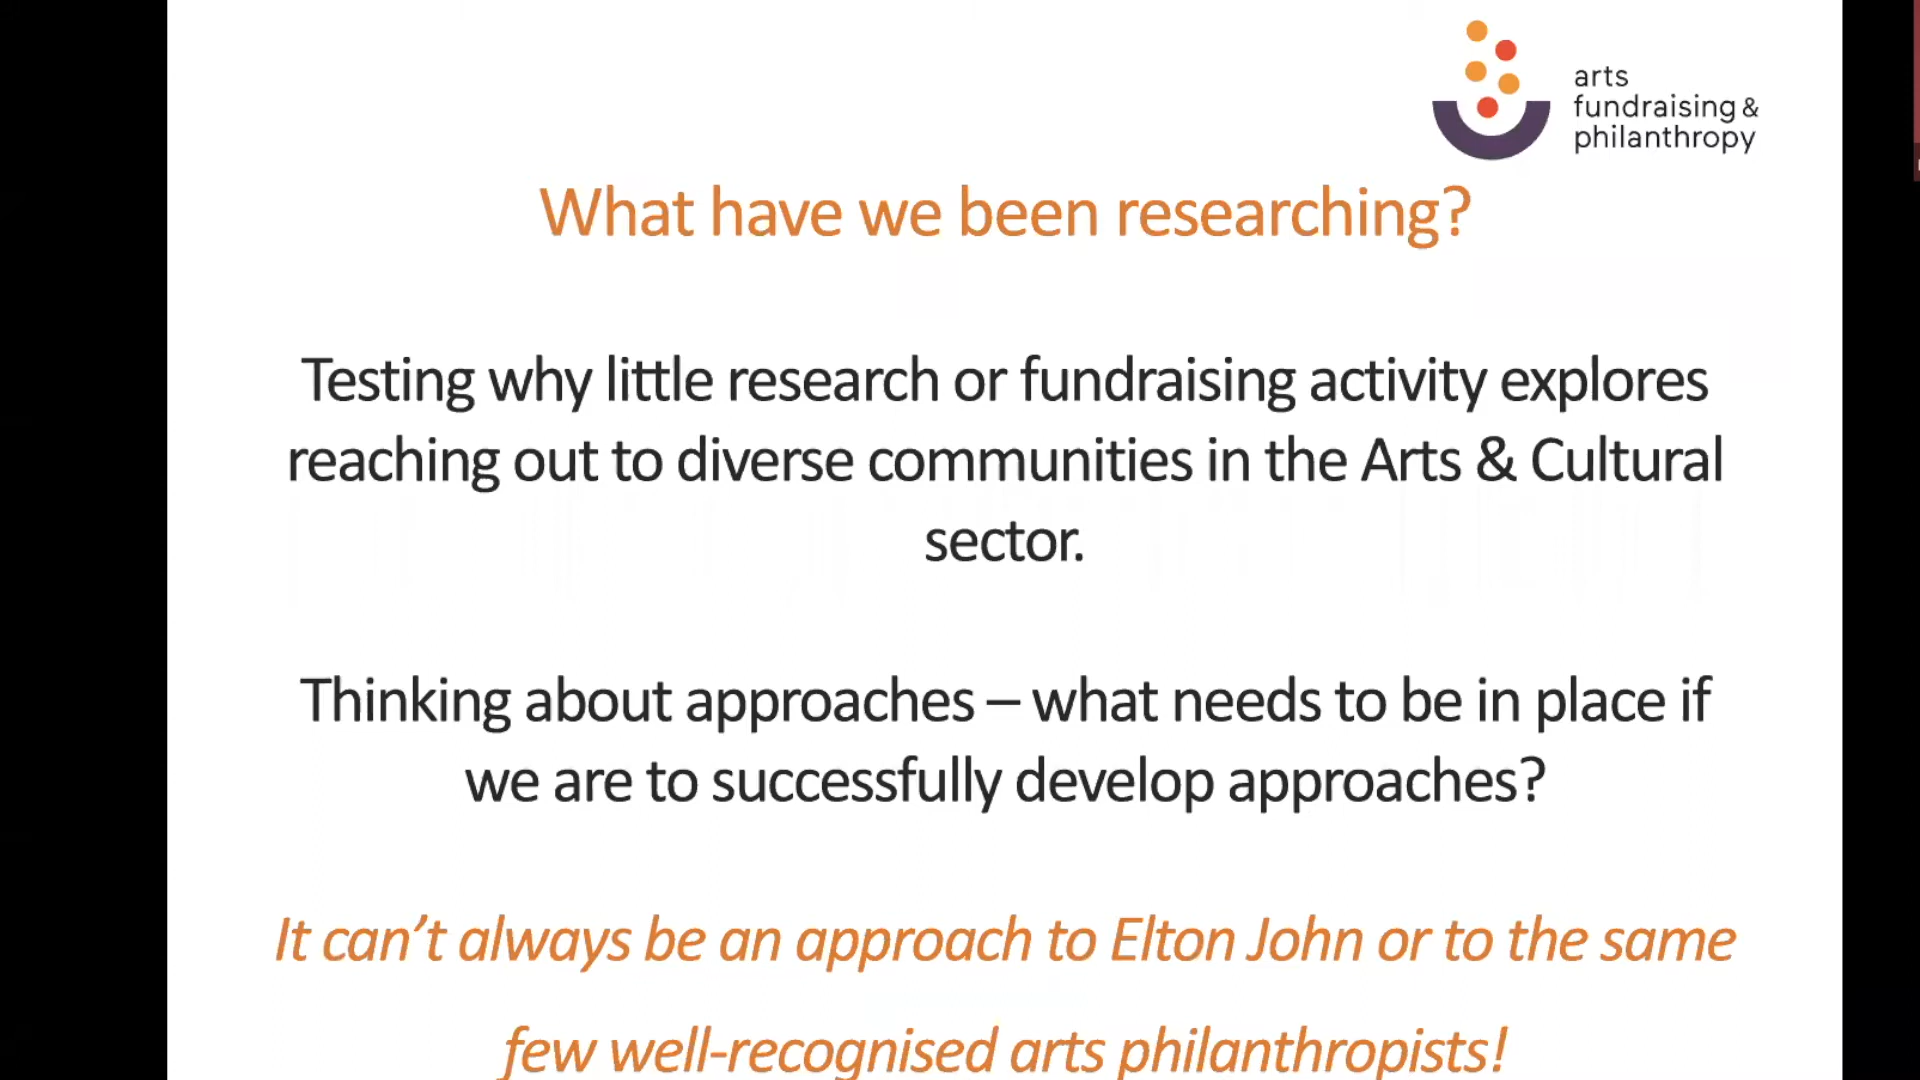 arts
fundraising &
philanthropy
What have we been researching?
Testing why little research or fundraising activity explores
reaching out to diverse communities in the Arts & Cultural
sector.
Thinking about approaches – what needs to be in place if
we are to successfully develop approaches?
It can’t always be an approach to Elton John or to the same
few well-recognised arts philanthropists!